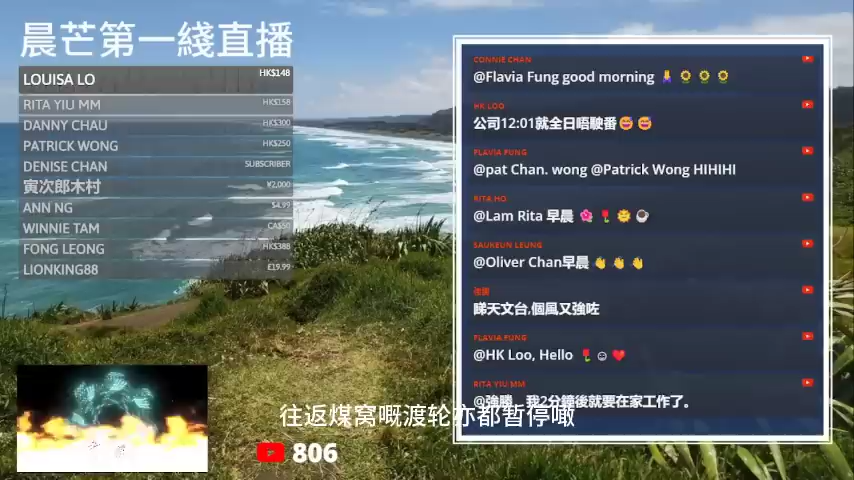 晨芒第一綫直播
LOUISA LO HK$148
RITA YIU MM HK$158
DANNY CHAU HK$300
PATRICK WONG HK$250
DENISE CHAN SUBSCRIBER
寅次郎木村 ¥2,000
ANN NG $4.99
WINNIE TAM CA$50
FONG LEONG HK$388
LIONKING88 £19.99
CONNIE CHAN
@Flavia Fung good morning 🙏 🌻 🌻 🌻
HK LOO
公司12:01就全日唔駛番😅 😅
FLAVIA FUNG
@pat Chan. wong @Patrick Wong HIHIHI
RITA HO
@Lam Rita 早晨 🌺 🌹 🌞 ☕
SAUKEUN LEUNG
@Oliver Chan早晨 👏 👏 👏
睇天文台,個風又強咗
FLAVIA FUNG
@HK Loo, Hello 🌹 ☺ ❤
RITA YIU MM
@強勝，我2分鐘後就要在家工作了。
往返煤窝嘅渡轮亦都暂停噉
806